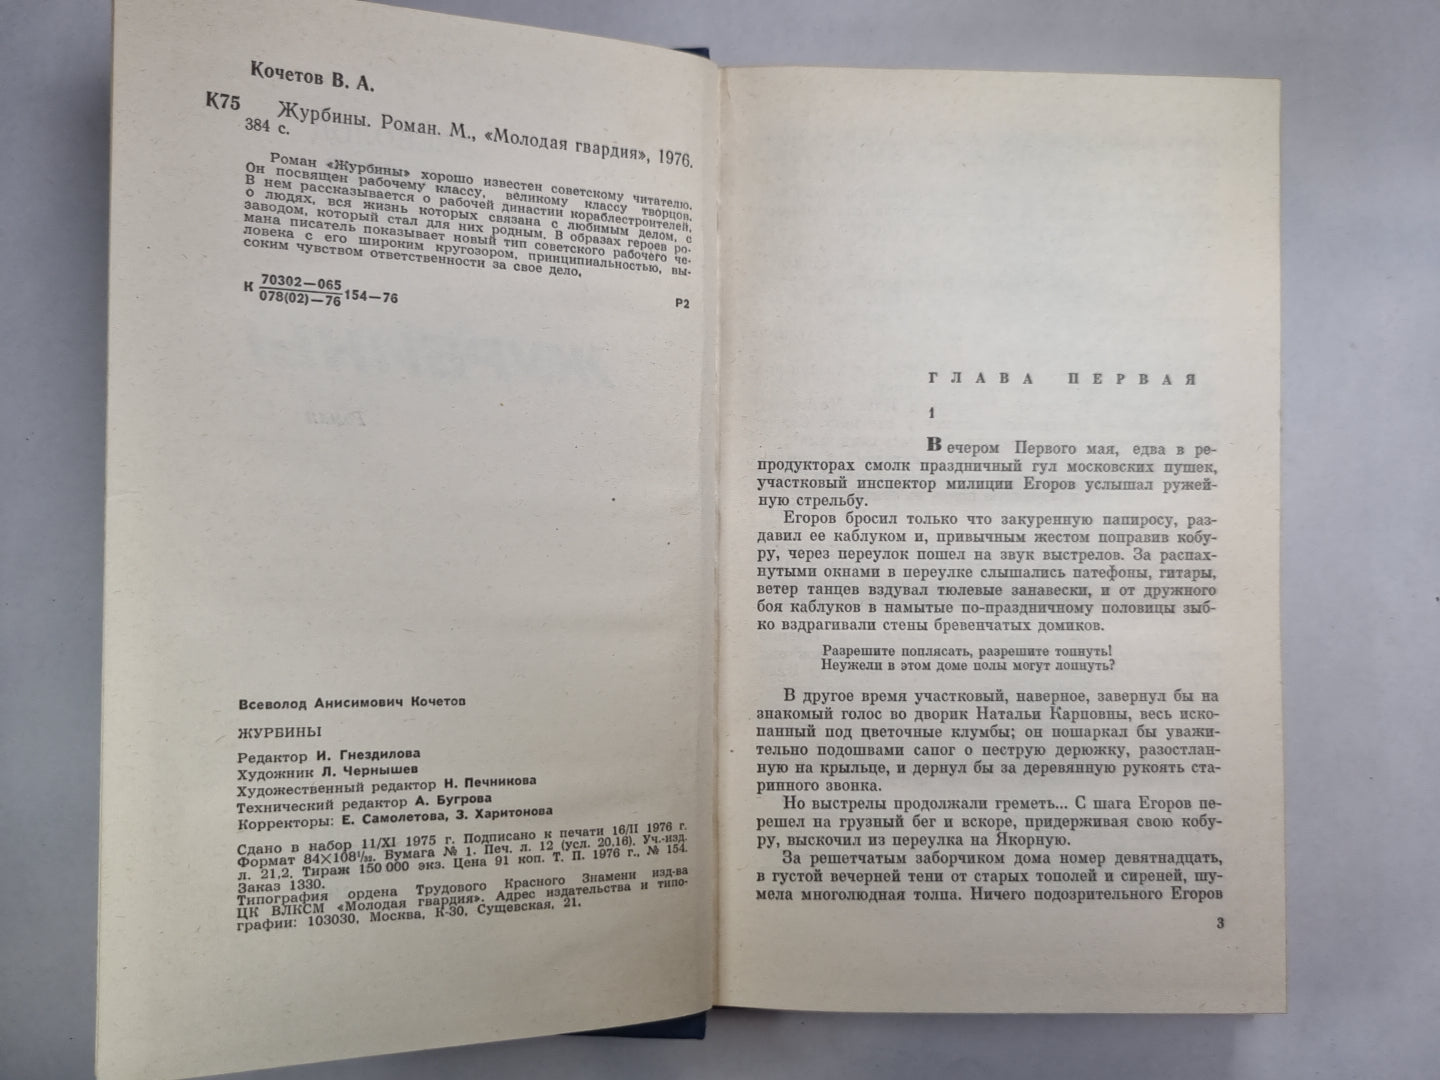 Кочетов В. А.
К75
Журбины. Роман. М., «Молодая гвардия», 1976.
384 с.
Роман «Журбины» хорошо известен советскому читателю.
Он посвящен рабочему классу, великому классу творцов.
В нем рассказывается о рабочей династии кораблестроителей,
о людях, вся жизнь которых связана с любимым делом, с
заводом, который стал для них родным. В образах героев ро-
мана писатель показывает новый тип советского рабочего че-
ловека с его широким кругозором, принципиальностью, вы-
соким чувством ответственности за свое дело.
К 70302—065
078(02)—76 154—76
Р2
Всеволод Анисимович Кочетов
ЖУРБИНЫ
Редактор И. Гнездилова
Художник Л. Чернышев
Художественный редактор Н. Печникова
Технический редактор А. Бугрова
Корректоры: Е. Самолетова, З. Харитонова
Сдано в набор 11/XI 1975 г. Подписано к печати 16/II 1976 г.
Формат 84×108¹/₃₂. Бумага № 1. Печ. л. 12 (усл. 20,16). Уч.-изд.
л. 21,2. Тираж 150 000 экз. Цена 91 коп. Т. П. 1976 г., № 154.
Заказ 1330.
Типография ордена Трудового Красного Знамени изд-ва
ЦК ВЛКСМ «Молодая гвардия». Адрес издательства и типо-
графии: 103030, Москва, К-30, Сущевская, 21.
ГЛАВА ПЕРВАЯ
1
Вечером Первого мая, едва в ре-
продукторах смолк праздничный гул московских пушек,
участковый инспектор милиции Егоров услышал ружей-
ную стрельбу.
Егоров бросил только что закуренную папиросу, раз-
давил ее каблуком и, привычным жестом поправив кобу-
ру, через переулок пошел на звук выстрелов. За распах-
нутыми окнами в переулке слышались патефоны, гитары,
ветер танцев вздувал тюлевые занавески, и от дружного
боя каблуков в намытые по-праздничному половицы зыб-
ко вздрагивали стены бревенчатых домиков.
Разрешите поплясать, разрешите топнуть!
Неужели в этом доме полы могут лопнуть?
В другое время участковый, наверное, завернул бы на
знакомый голос во дворик Натальи Карповны, весь иско-
панный под цветочные клумбы; он пошаркал бы уважи-
тельно подошвами сапог о пеструю дерюжку, разостлан-
ную на крыльце, и дернул бы за деревянную рукоять ста-
ринного звонка.
Но выстрелы продолжали греметь... С шага Егоров пе-
решел на грузный бег и вскоре, придерживая свою кобу-
ру, выскочил из переулка на Якорную.
За решетчатым заборчиком дома номер девятнадцать,
в густой вечерней тени от старых тополей и сиреней, шу-
мела многолюдная толпа. Ничего подозрительного Егоров
3